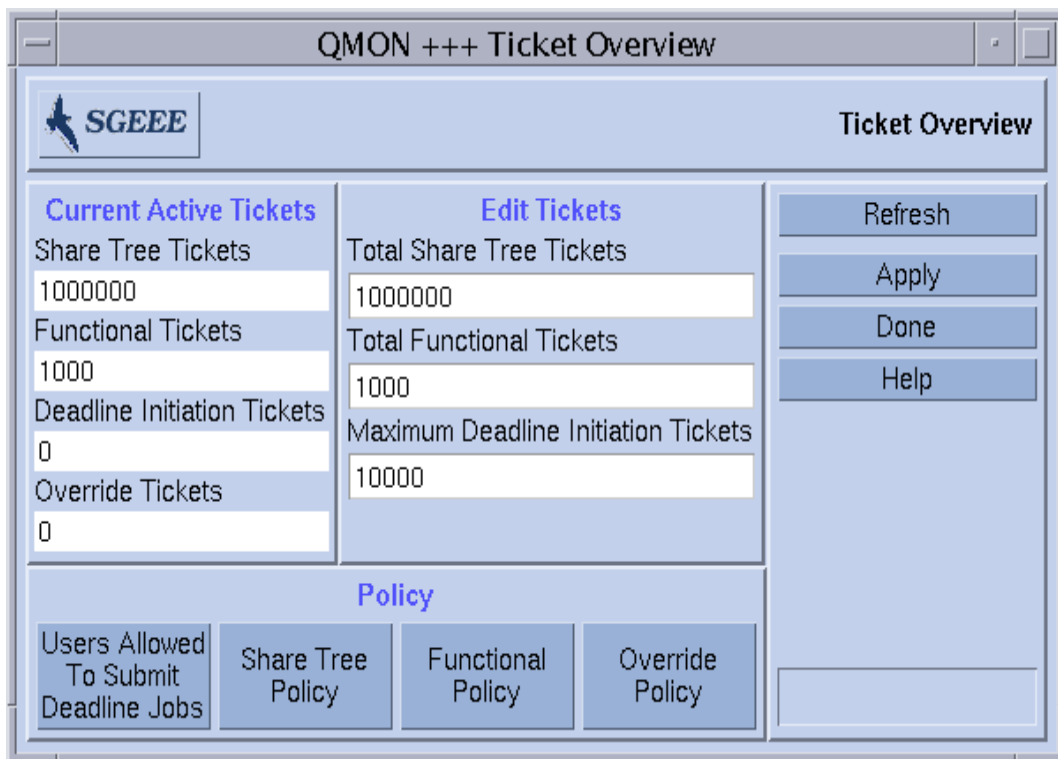 QMON +++ Ticket Overview
SGEEE
Ticket Overview
Current Active Tickets
Share Tree Tickets
1000000
Functional Tickets
1000
Deadline Initiation Tickets
0
Override Tickets
0
Edit Tickets
Total Share Tree Tickets
1000000
Total Functional Tickets
1000
Maximum Deadline Initiation Tickets
10000
Refresh
Apply
Done
Help
Policy
Users Allowed
To Submit
Deadline Jobs
Share Tree
Policy
Functional
Policy
Override
Policy